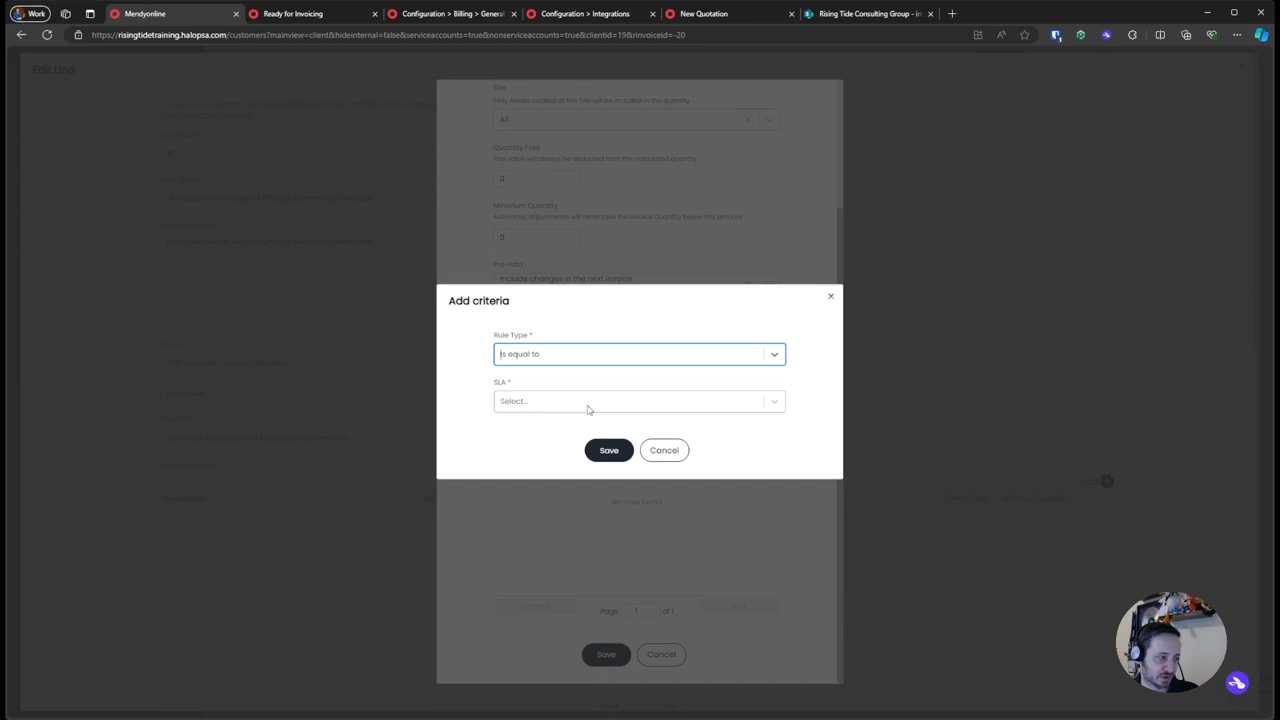 Work
Mendyonline
Ready for Invoicing
Configuration > Billing > General
Configuration > Integrations
New Quotation
Rising Tide Consulting Group - in
https://risingtidetraining.halopsa.com/customers?mainview=client&hideinternal=false&serviceaccounts=true&nonserviceaccounts=true&clientid=19&rinvoiceid=-20
Edit Line
Site
Only Assets located at this Site will be included in the quantity
All
Quantity Free
This value will always be deducted from the calculated quantity
0
Minimum Quantity
Automatic adjustments will never take the Invoice Quantity below this amount
0
Pro-rata
Include changes in the next invoice
Add criteria
Rule Type *
Is equal to
SLA *
Select...
Save
Cancel
Add
Page 1 of 1
Save
Cancel